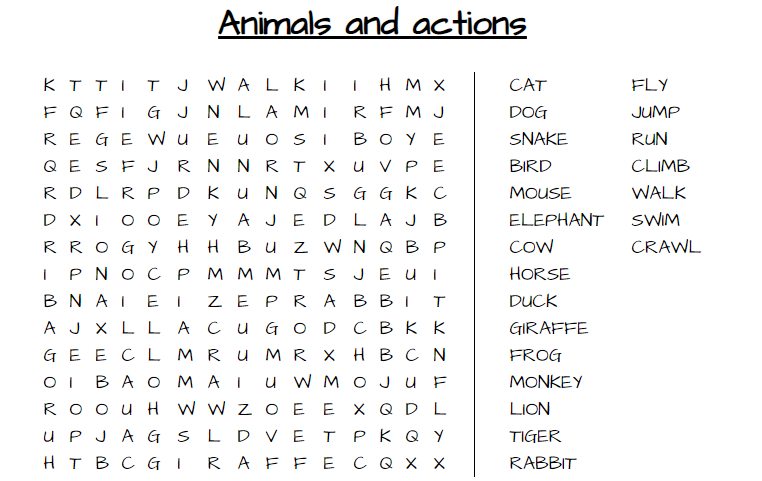 Animals and actions
K T T I T J W A L K I I H M X
F Q F I G J N L A M I R F M J
R E G E W U E U O S I B O Y E
Q E S F J R N N R T X U V P E
R D L R P D K U N Q S G G K C
D X I O O E Y A J E D L A J B
R R O G Y H H B U Z W N Q B P
I P N O C P M M M T S J E U I
B N A I E I Z E P R A B B I T
A J X L L A C U G O D C B K K
G E E C L M R U M R X H B C N
O I B A O M A I U W M O J U F
R O O U H W W Z O E E X Q D L
U P J A G S L D V E T P K Q Y
H T B C G I R A F F E C Q X X
CAT FLY
DOG JUMP
SNAKE RUN
BIRD CLIMB
MOUSE WALK
ELEPHANT SWIM
COW CRAWL
HORSE
DUCK
GIRAFFE
FROG
MONKEY
LION
TIGER
RABBIT